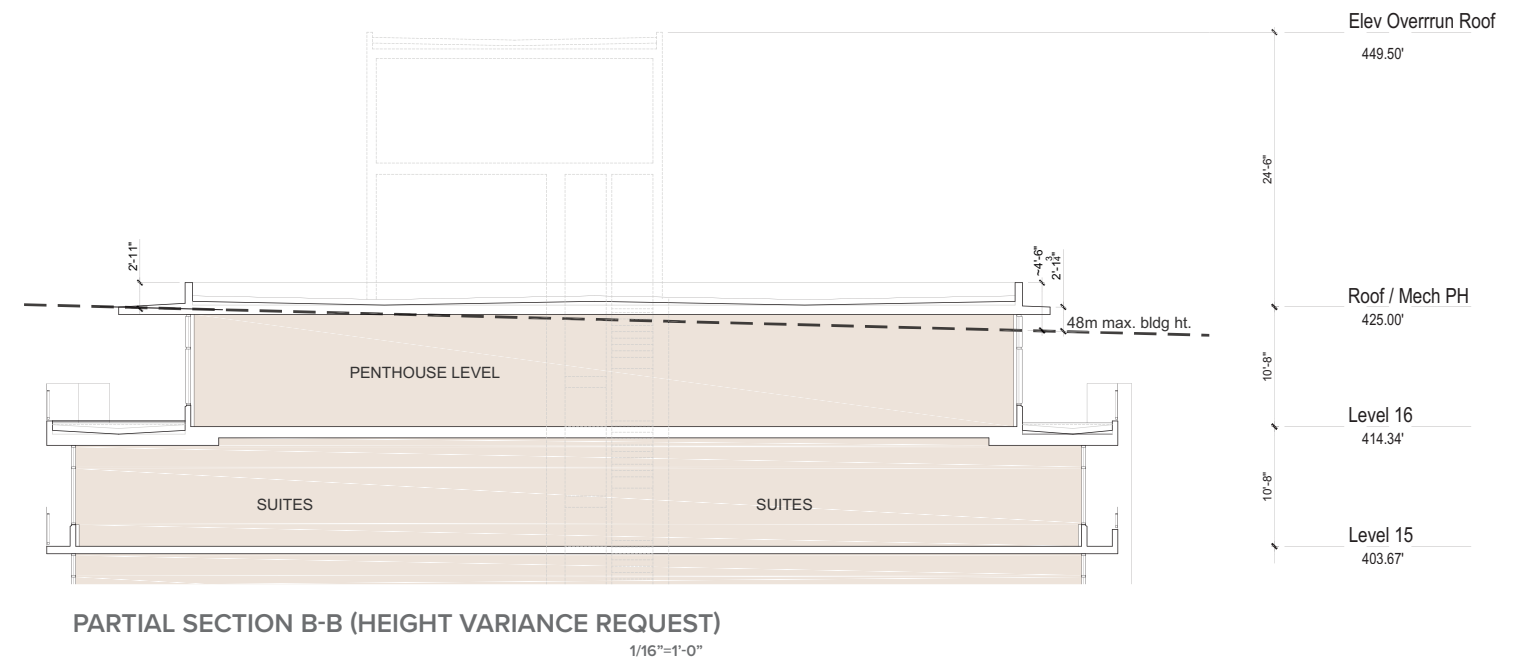 Elev Overrrun Roof
449.50'
24'-6"
2'-11"
~4'-6"
2'-1¾"
Roof / Mech PH
425.00'
48m max. bldg ht.
10'-8"
PENTHOUSE LEVEL
Level 16
414.34'
10'-8"
SUITES
SUITES
Level 15
403.67'
PARTIAL SECTION B-B (HEIGHT VARIANCE REQUEST)
1/16”=1’-0”